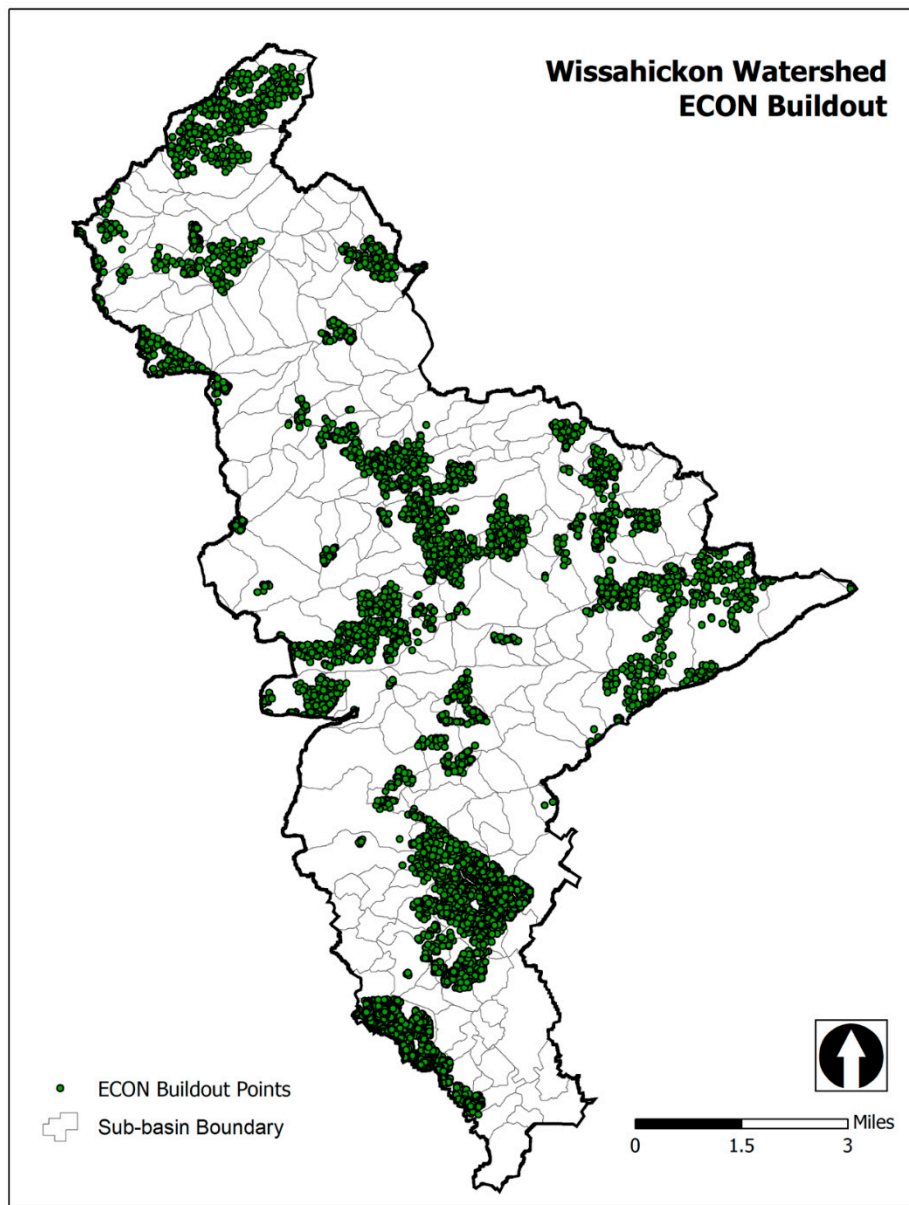 Wissahickon Watershed
ECON Buildout
ECON Buildout Points
Sub-basin Boundary
Miles
0 1.5 3